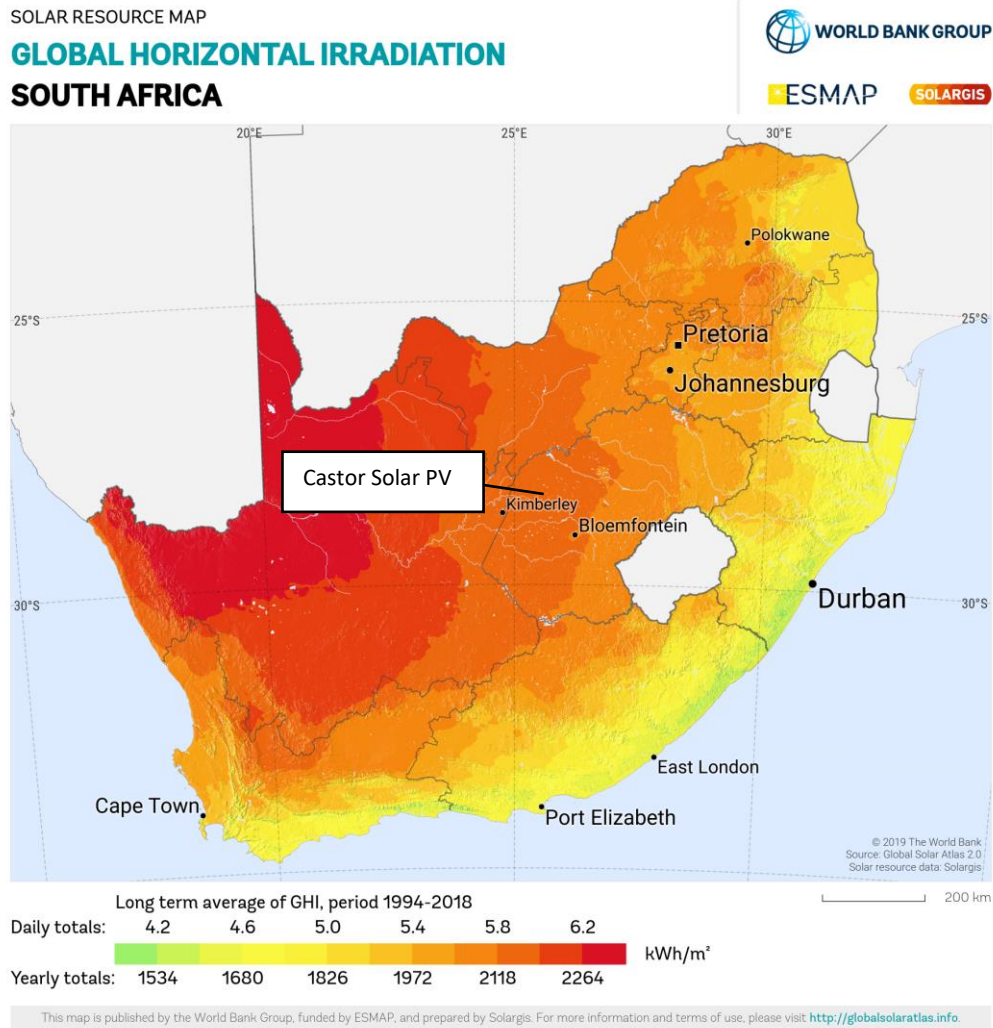 SOLAR RESOURCE MAP
GLOBAL HORIZONTAL IRRADIATION
SOUTH AFRICA
WORLD BANK GROUP
ESMAP
SOLARGIS
20°E
25°E
30°E
Polokwane
25°S
25°S
Pretoria
Johannesburg
Castor Solar PV
Kimberley
Bloemfontein
30°S
Durban
30°S
East London
Cape Town
Port Elizabeth
© 2019 The World Bank
Source: Global Solar Atlas 2.0
Solar resource data: Solargis
200 km
Long term average of GHI, period 1994-2018
Daily totals: 4.2 4.6 5.0 5.4 5.8 6.2
kWh/m²
Yearly totals: 1534 1680 1826 1972 2118 2264
This map is published by the World Bank Group, funded by ESMAP, and prepared by Solargis. For more information and terms of use, please visit http://globalsolaratlas.info.